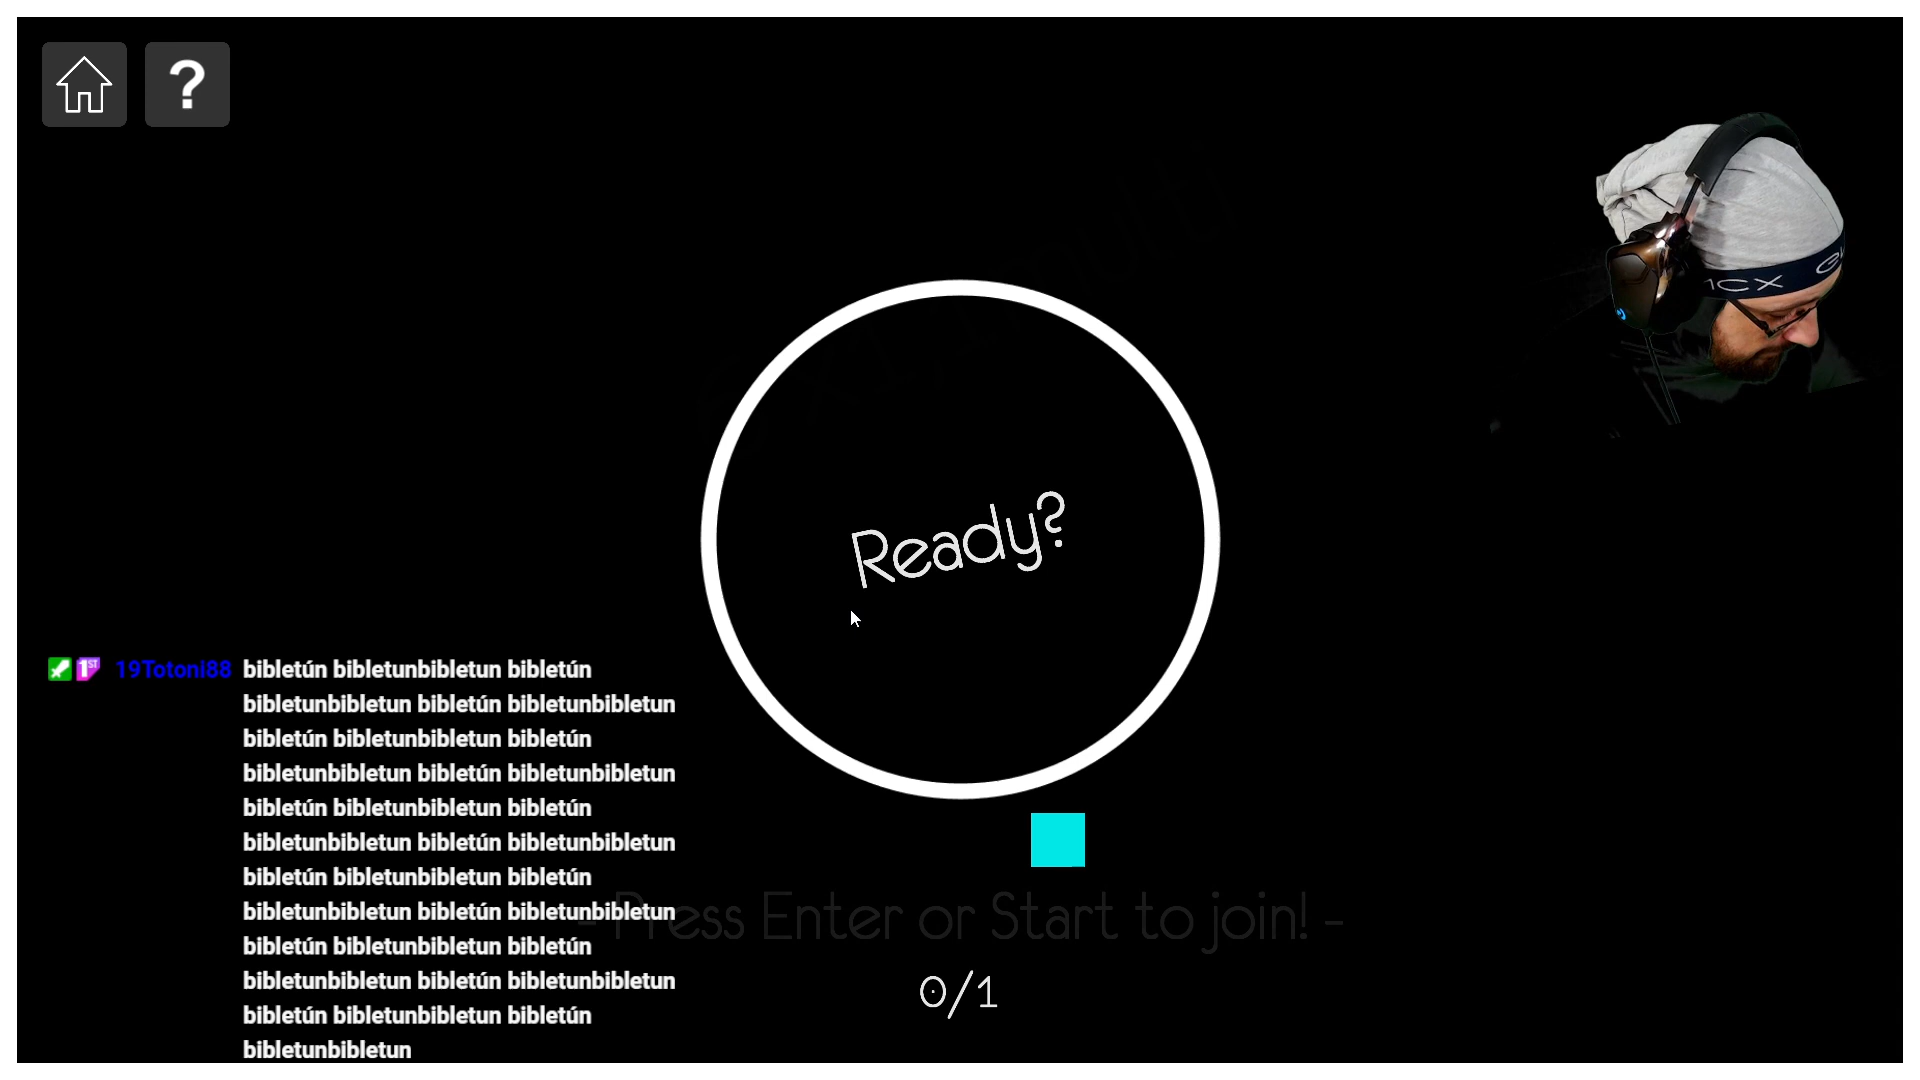 ?
1CX
Ready?
1ST 19Totoni88 bibletún bibletunbibletun bibletún
bibletunbibletun bibletún bibletunbibletun
bibletún bibletunbibletun bibletún
bibletunbibletun bibletún bibletunbibletun
bibletún bibletunbibletun bibletún
bibletunbibletun bibletún bibletunbibletun
bibletún bibletunbibletun bibletún
bibletunbibletun bibletún bibletunbibletun
bibletún bibletunbibletun bibletún
bibletunbibletun bibletún bibletunbibletun
bibletún bibletunbibletun bibletún
bibletunbibletun
- Press Enter or Start to join! -
0/1